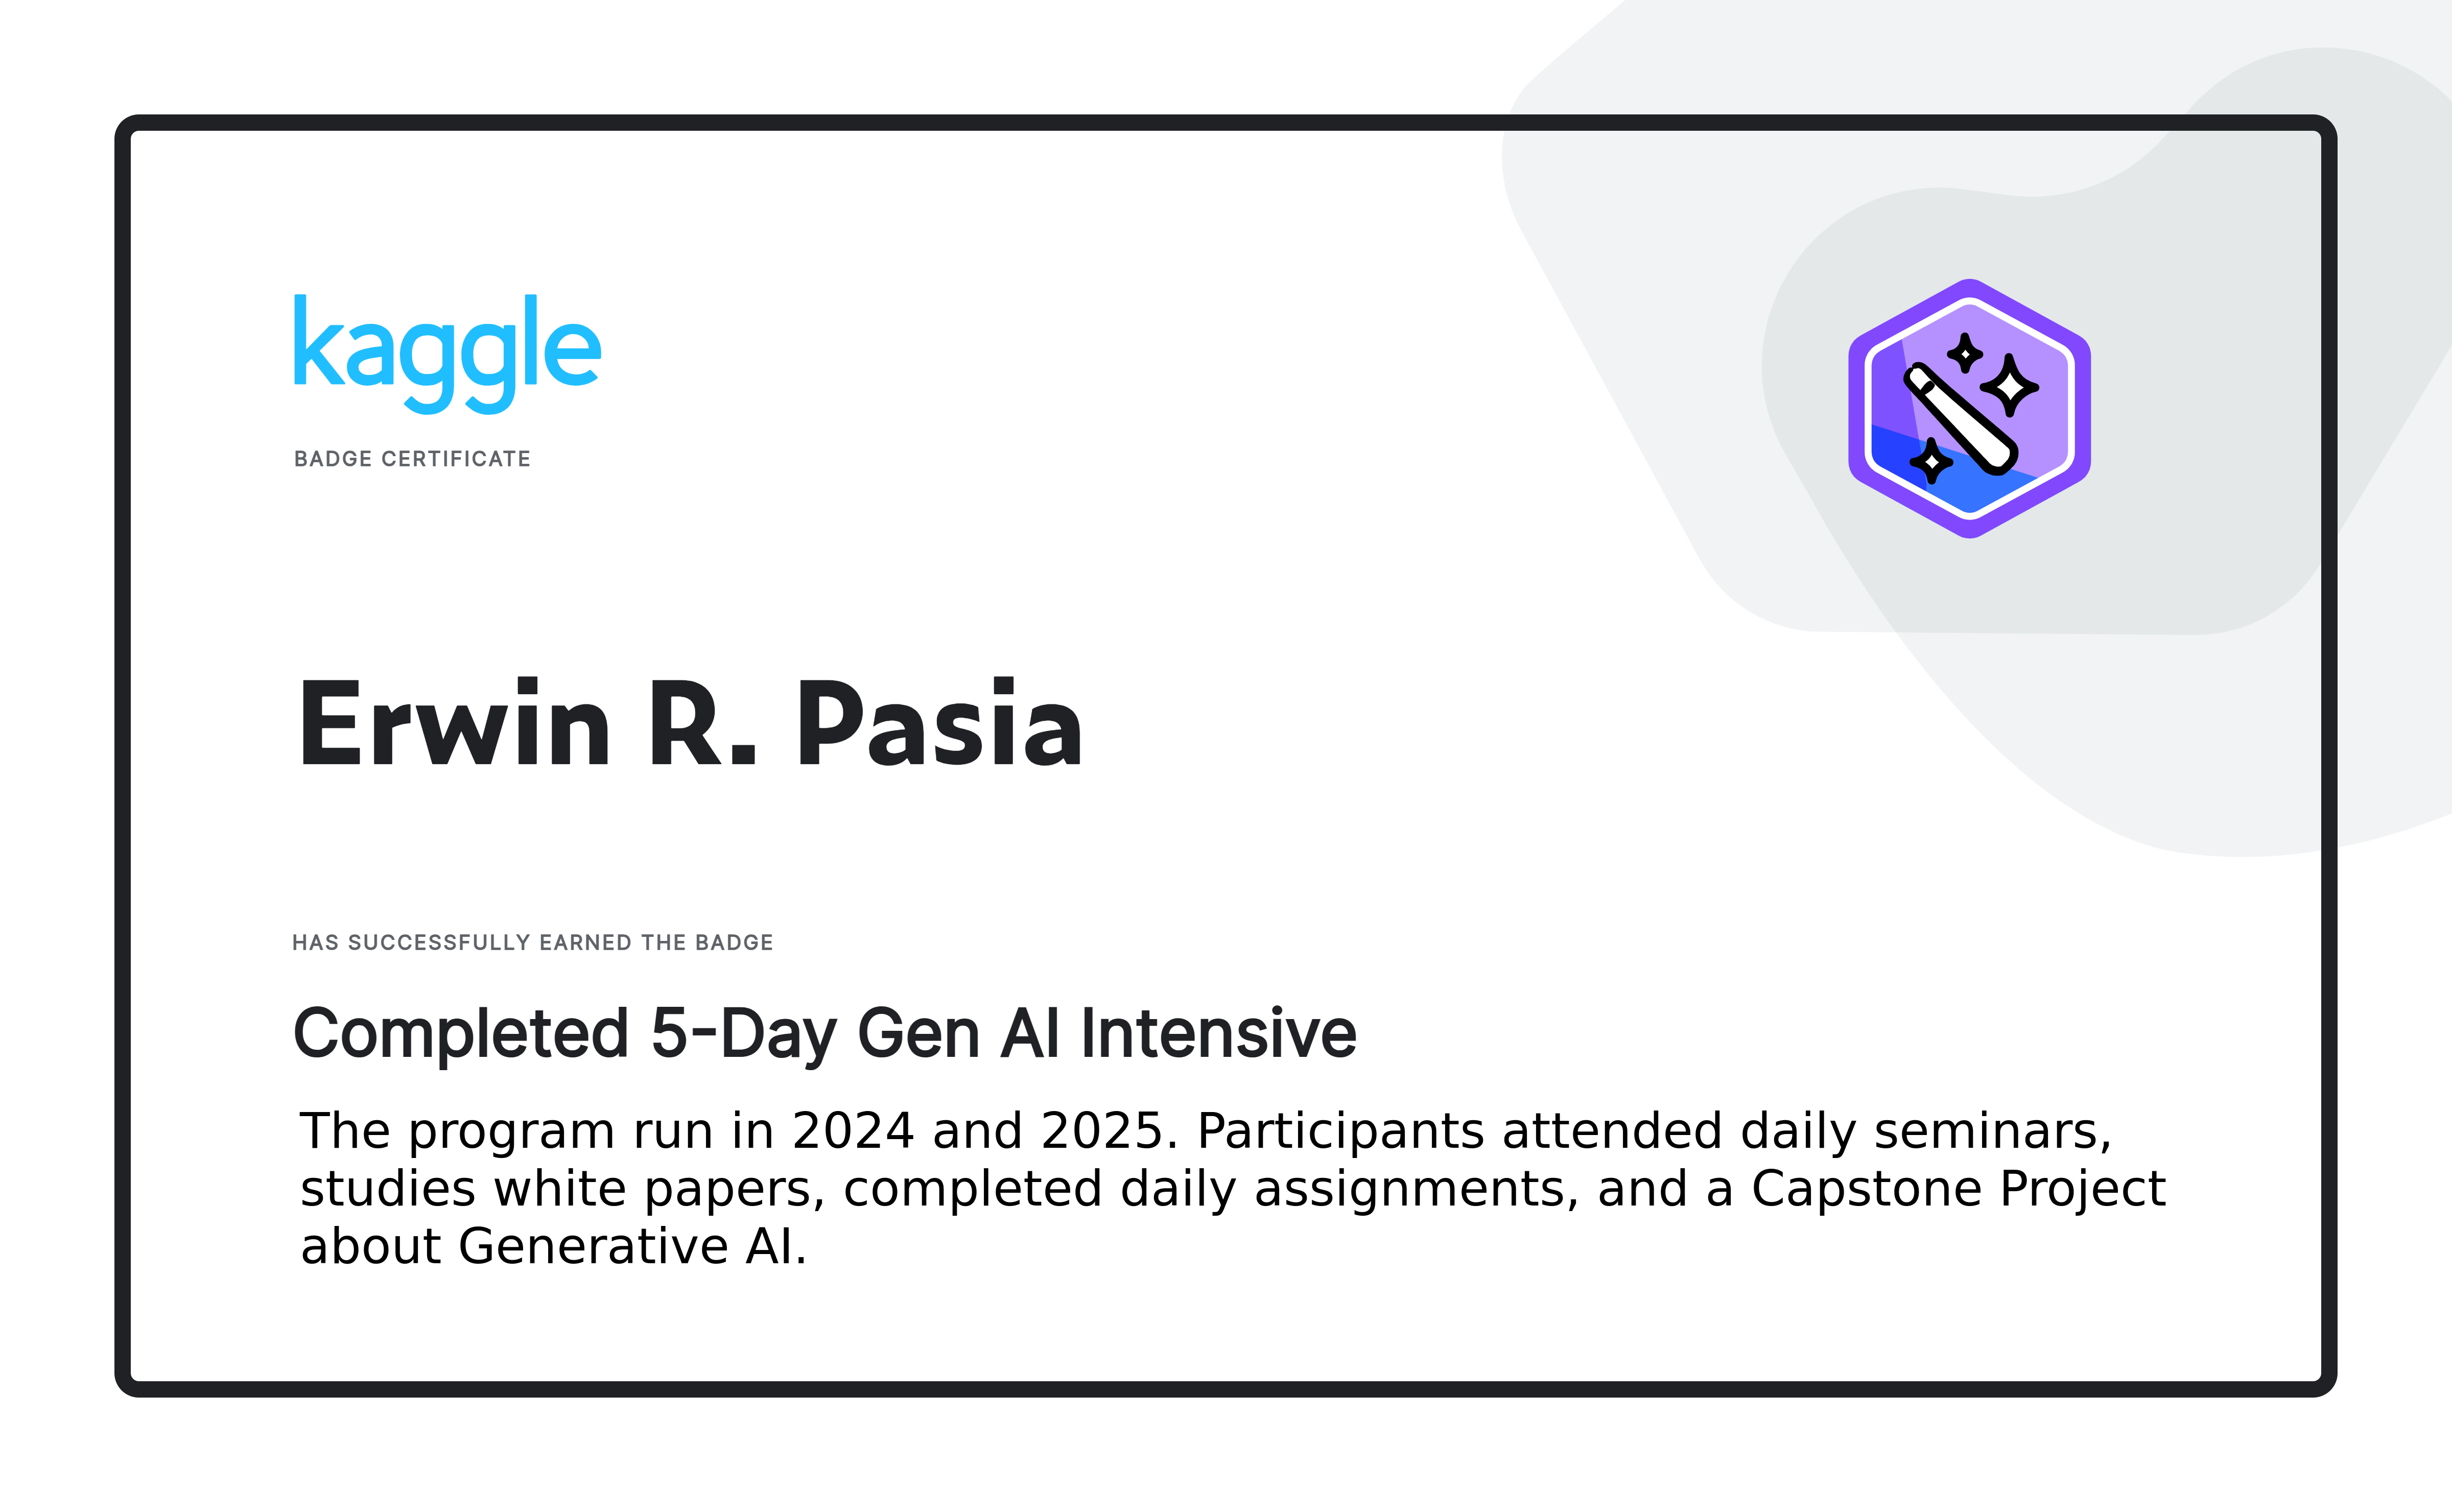 kaggle
BADGE CERTIFICATE
Erwin R. Pasia
HAS SUCCESSFULLY EARNED THE BADGE
Completed 5-Day Gen AI Intensive
The program run in 2024 and 2025. Participants attended daily seminars,
studies white papers, completed daily assignments, and a Capstone Project
about Generative AI.